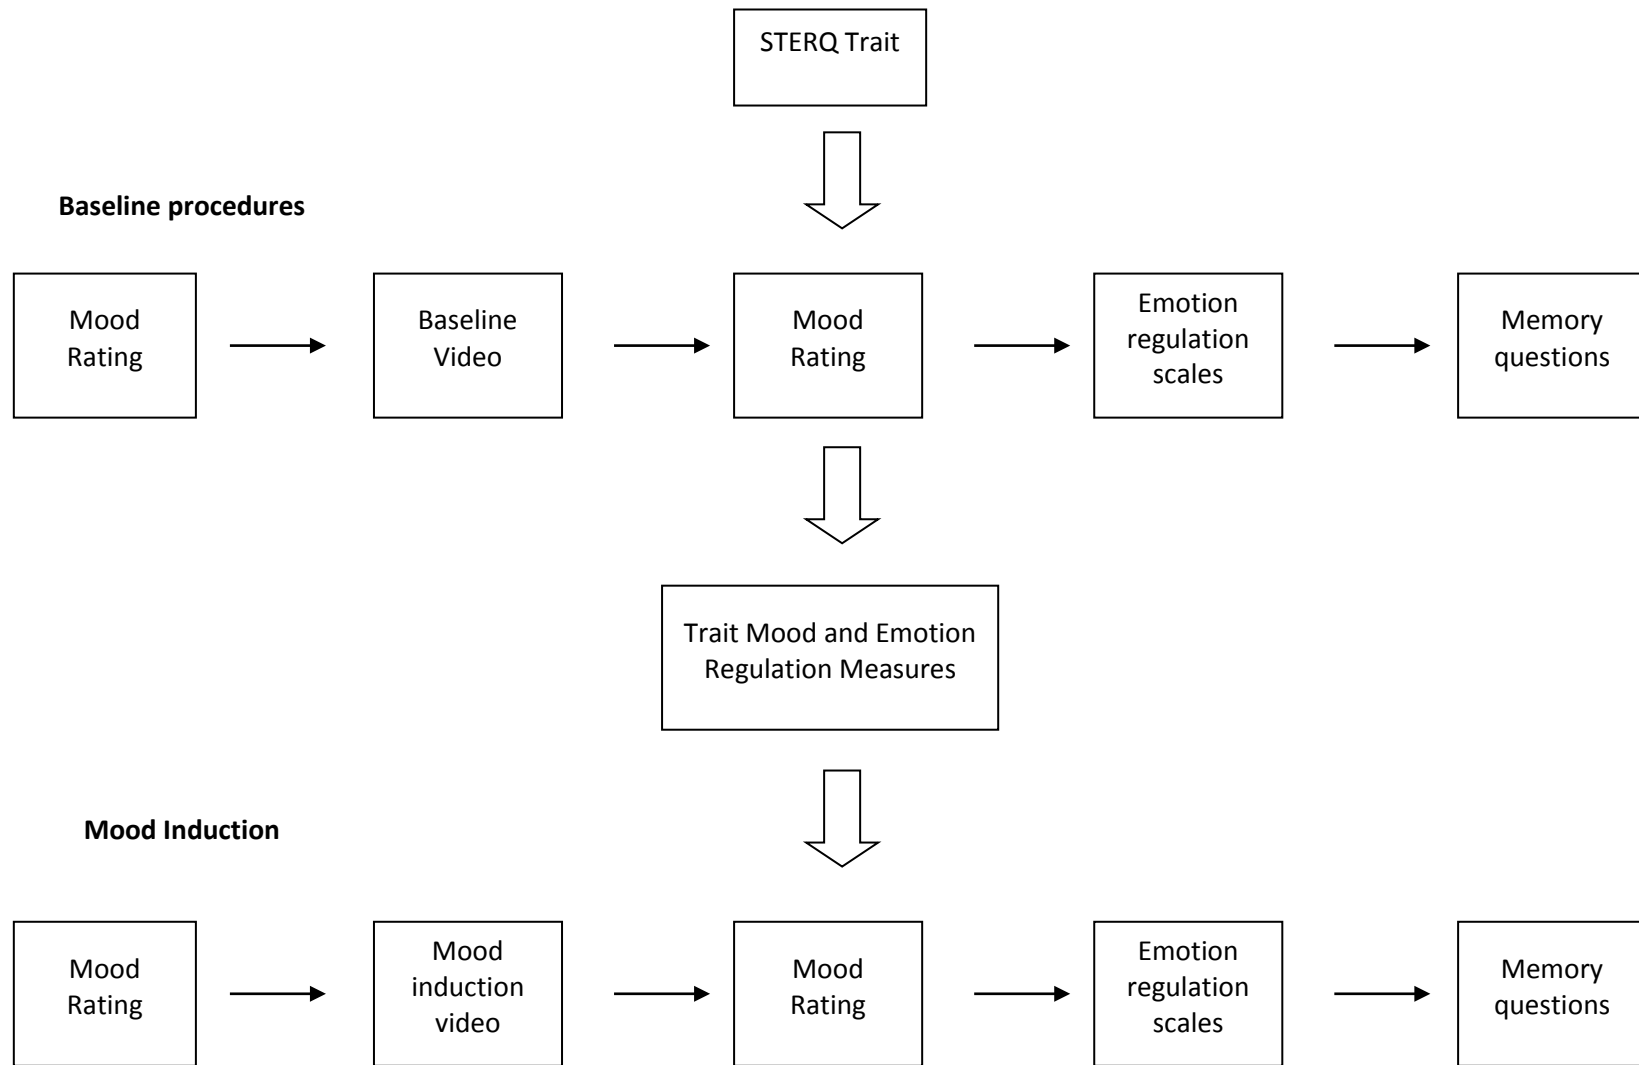 STERQ Trait
Baseline procedures
Mood
Rating
Baseline
Video
Mood
Rating
Emotion
regulation
scales
Memory
questions
Trait Mood and Emotion
Regulation Measures
Mood Induction
Mood
Rating
Mood
induction
video
Mood
Rating
Emotion
regulation
scales
Memory
questions